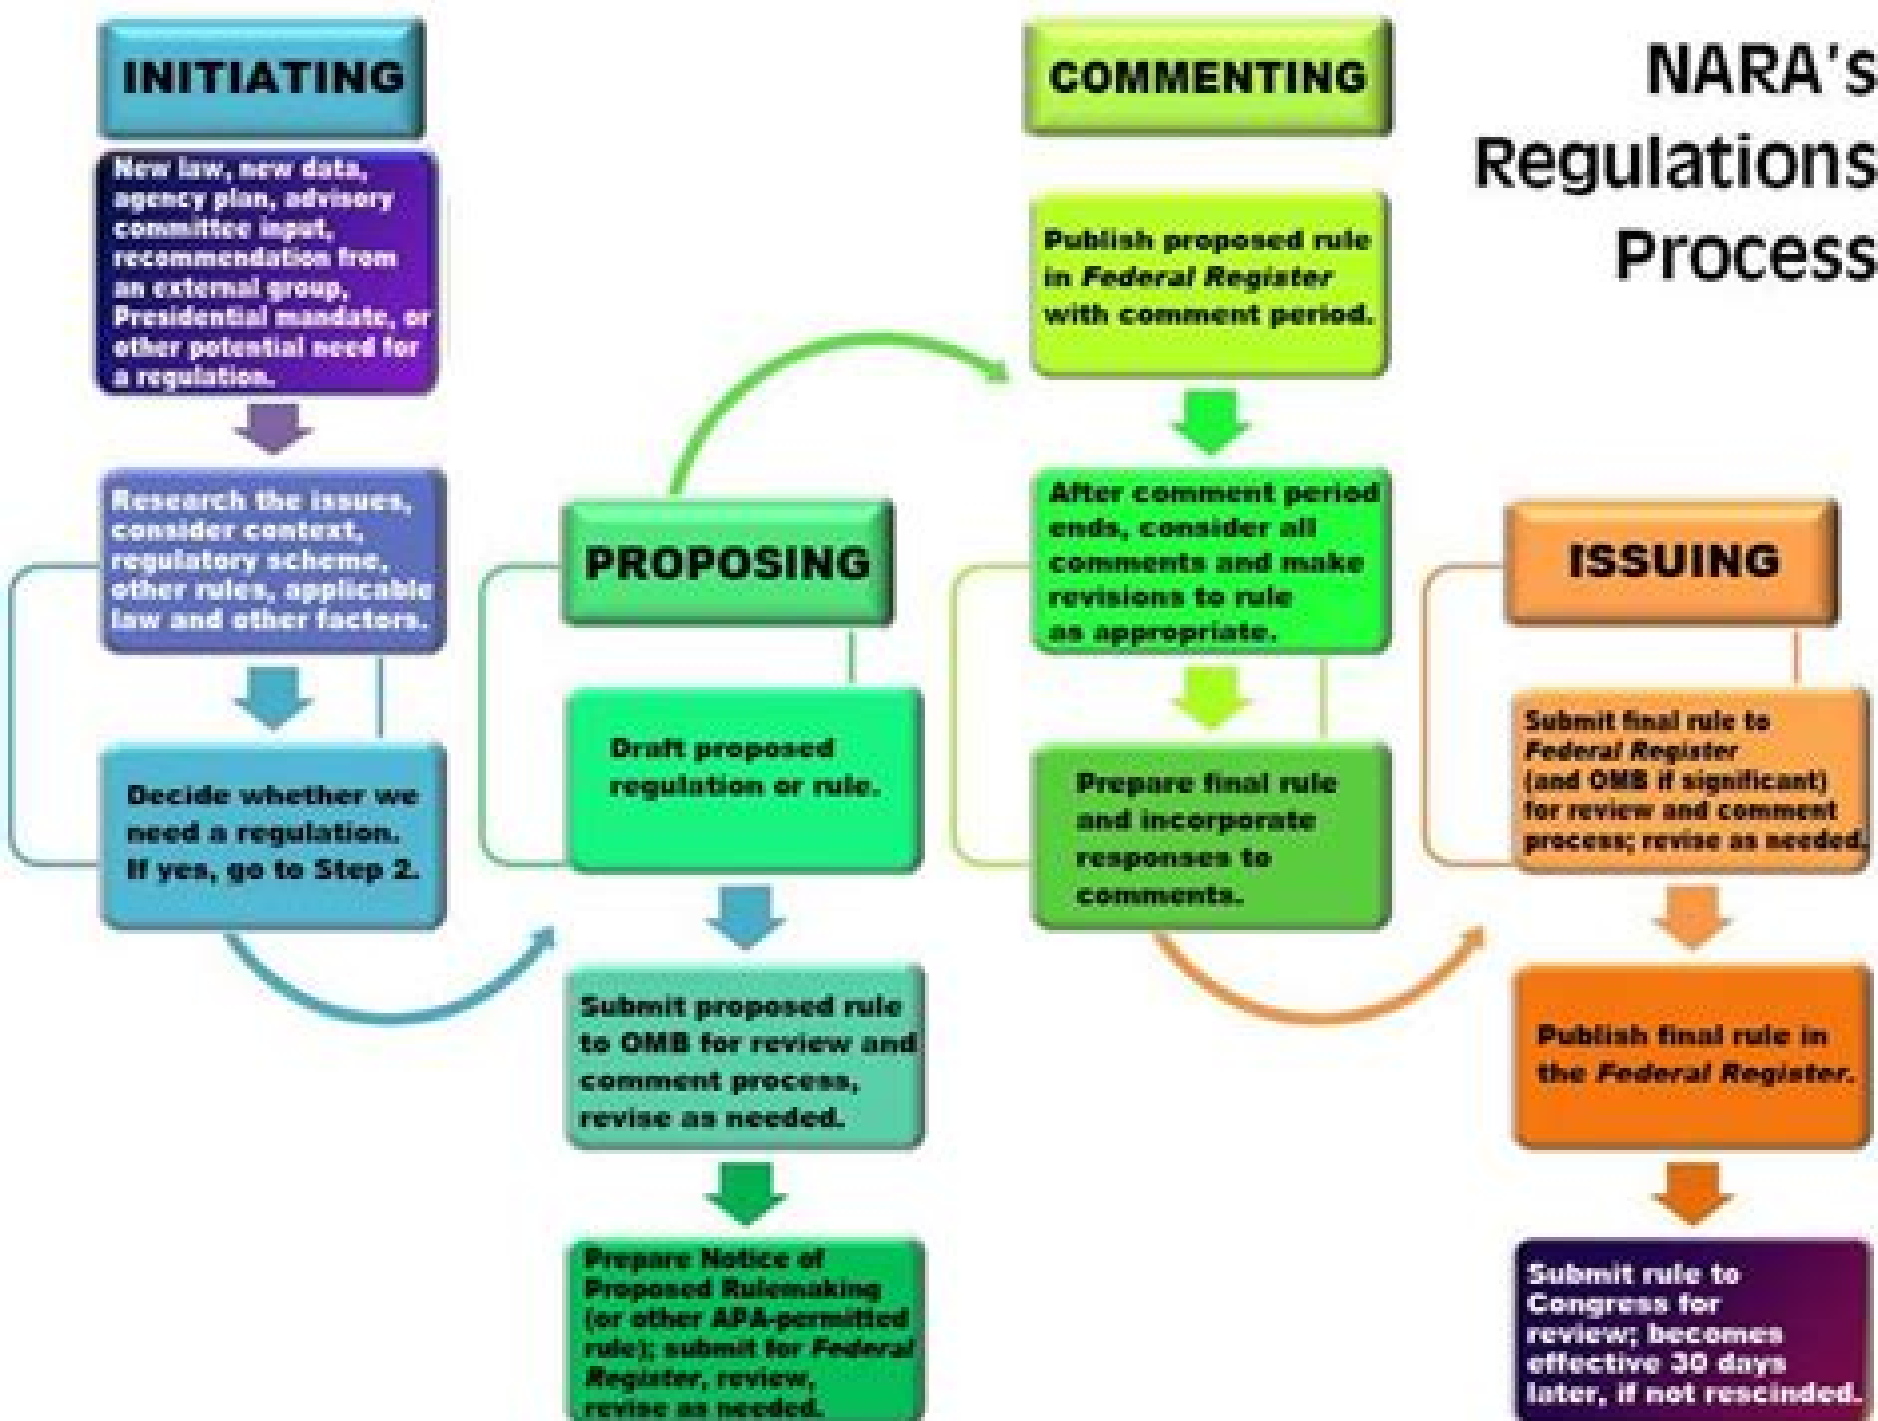 INITIATING
New law, new data,
agency plan, advisory
committee input,
recommendation from
an external group,
Presidential mandate, or
other potential need for
a regulation.
Research the issues,
consider context,
regulatory scheme,
other rules, applicable
law and other factors.
Decide whether we
need a regulation.
If yes, go to Step 2.
PROPOSING
Draft proposed
regulation or rule.
Submit proposed rule
to OMB for review and
comment process,
revise as needed.
Prepare Notice of
Proposed Rulemaking
(or other APA-permitted
rule); submit for Federal
Register, review,
revise as needed.
COMMENTING
Publish proposed rule
in Federal Register
with comment period.
After comment period
ends, consider all
comments and make
revisions to rule
as appropriate.
Prepare final rule
and incorporate
responses to
comments.
NARA's
Regulations
Process
ISSUING
Submit final rule to
Federal Register
(and OMB if significant)
for review and comment
process; revise as needed.
Publish final rule in
the Federal Register.
Submit rule to
Congress for
review; becomes
effective 30 days
later, if not rescinded.